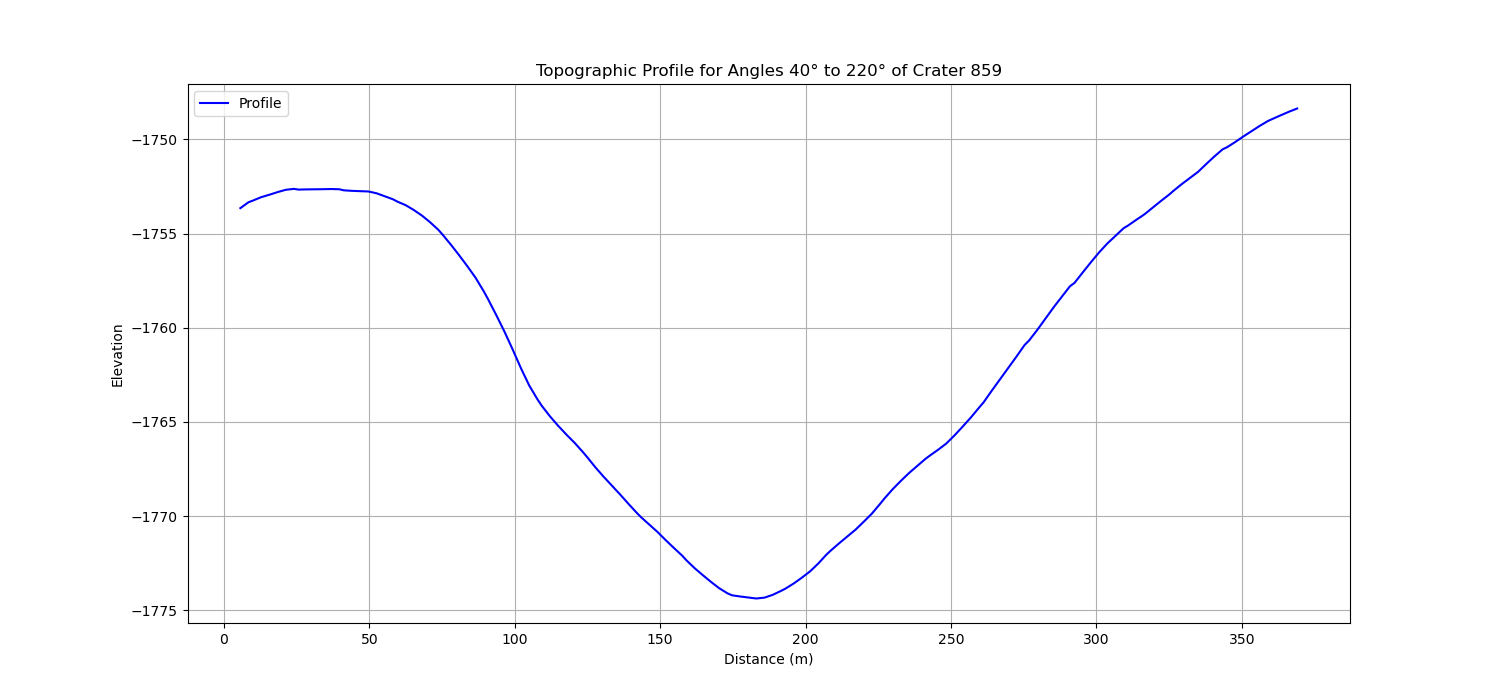 Topographic Profile for Angles 40° to 220° of Crater 859
Profile
−1750
−1755
−1760
−1765
−1770
−1775
Elevation
0 50 100 150 200 250 300 350
Distance (m)